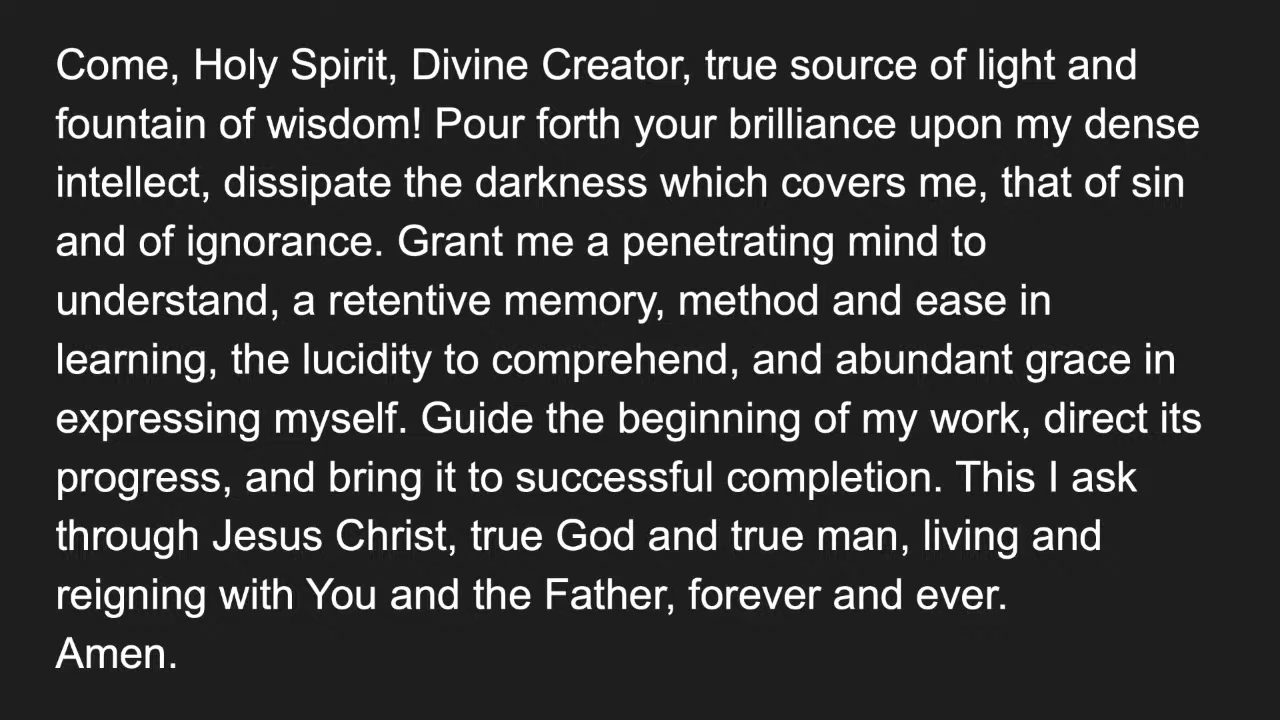 Come, Holy Spirit, Divine Creator, true source of light and
fountain of wisdom! Pour forth your brilliance upon my dense
intellect, dissipate the darkness which covers me, that of sin
and of ignorance. Grant me a penetrating mind to
understand, a retentive memory, method and ease in
learning, the lucidity to comprehend, and abundant grace in
expressing myself. Guide the beginning of my work, direct its
progress, and bring it to successful completion. This I ask
through Jesus Christ, true God and true man, living and
reigning with You and the Father, forever and ever.
Amen.